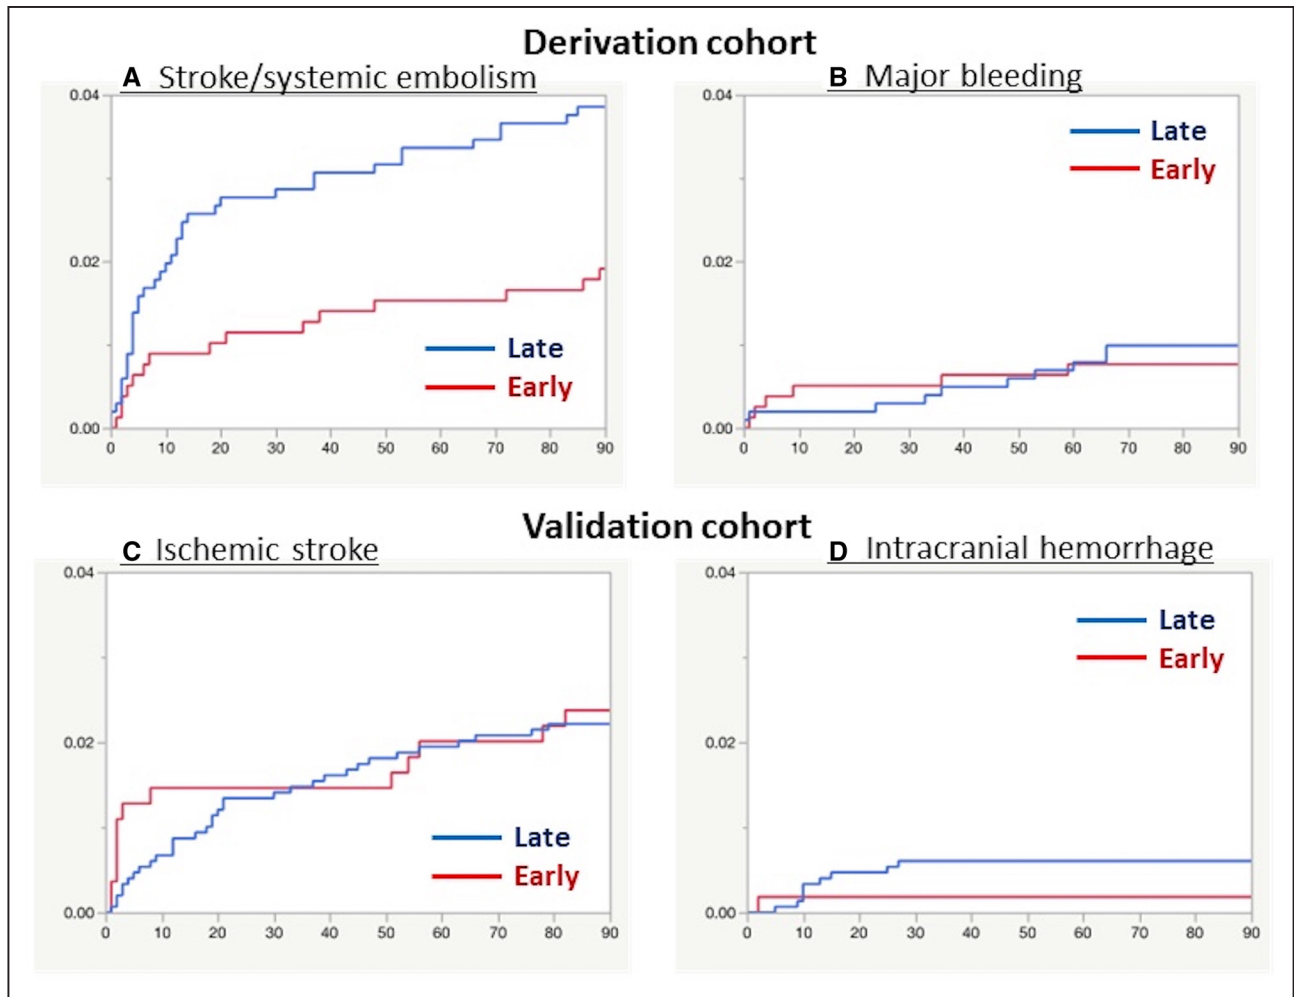 Derivation cohort
A Stroke/systemic embolism
0.04
0.02
0.00
0 10 20 30 40 50 60 70 80 90
Late
Early
B Major bleeding
0.04
0.02
0.00
0 10 20 30 40 50 60 70 80 90
Late
Early
Validation cohort
C Ischemic stroke
0.04
0.02
0.00
0 10 20 30 40 50 60 70 80 90
Late
Early
D Intracranial hemorrhage
0.04
0.02
0.00
0 10 20 30 40 50 60 70 80 90
Late
Early